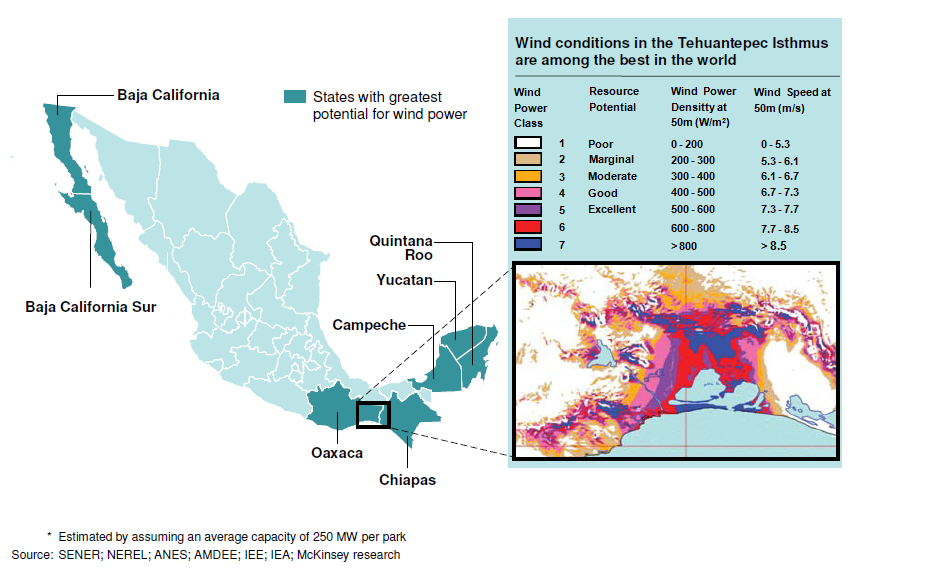 Wind conditions in the Tehuantepec Isthmus
are among the best in the world
Wind Power Class Resource Potential Wind Power Densitty at 50m (W/m²) Wind Speed at 50m (m/s)
1 Poor 0 - 200 0 - 5.3
2 Marginal 200 - 300 5.3 - 6.1
3 Moderate 300 - 400 6.1 - 6.7
4 Good 400 - 500 6.7 - 7.3
5 Excellent 500 - 600 7.3 - 7.7
6 600 - 800 7.7 - 8.5
7 > 800 > 8.5
Baja California
States with greatest
potential for wind power
Quintana
Roo
Yucatan
Baja California Sur
Campeche
Oaxaca
Chiapas
* Estimated by assuming an average capacity of 250 MW per park
Source: SENER; NEREL; ANES; AMDEE; IEE; IEA; McKinsey research